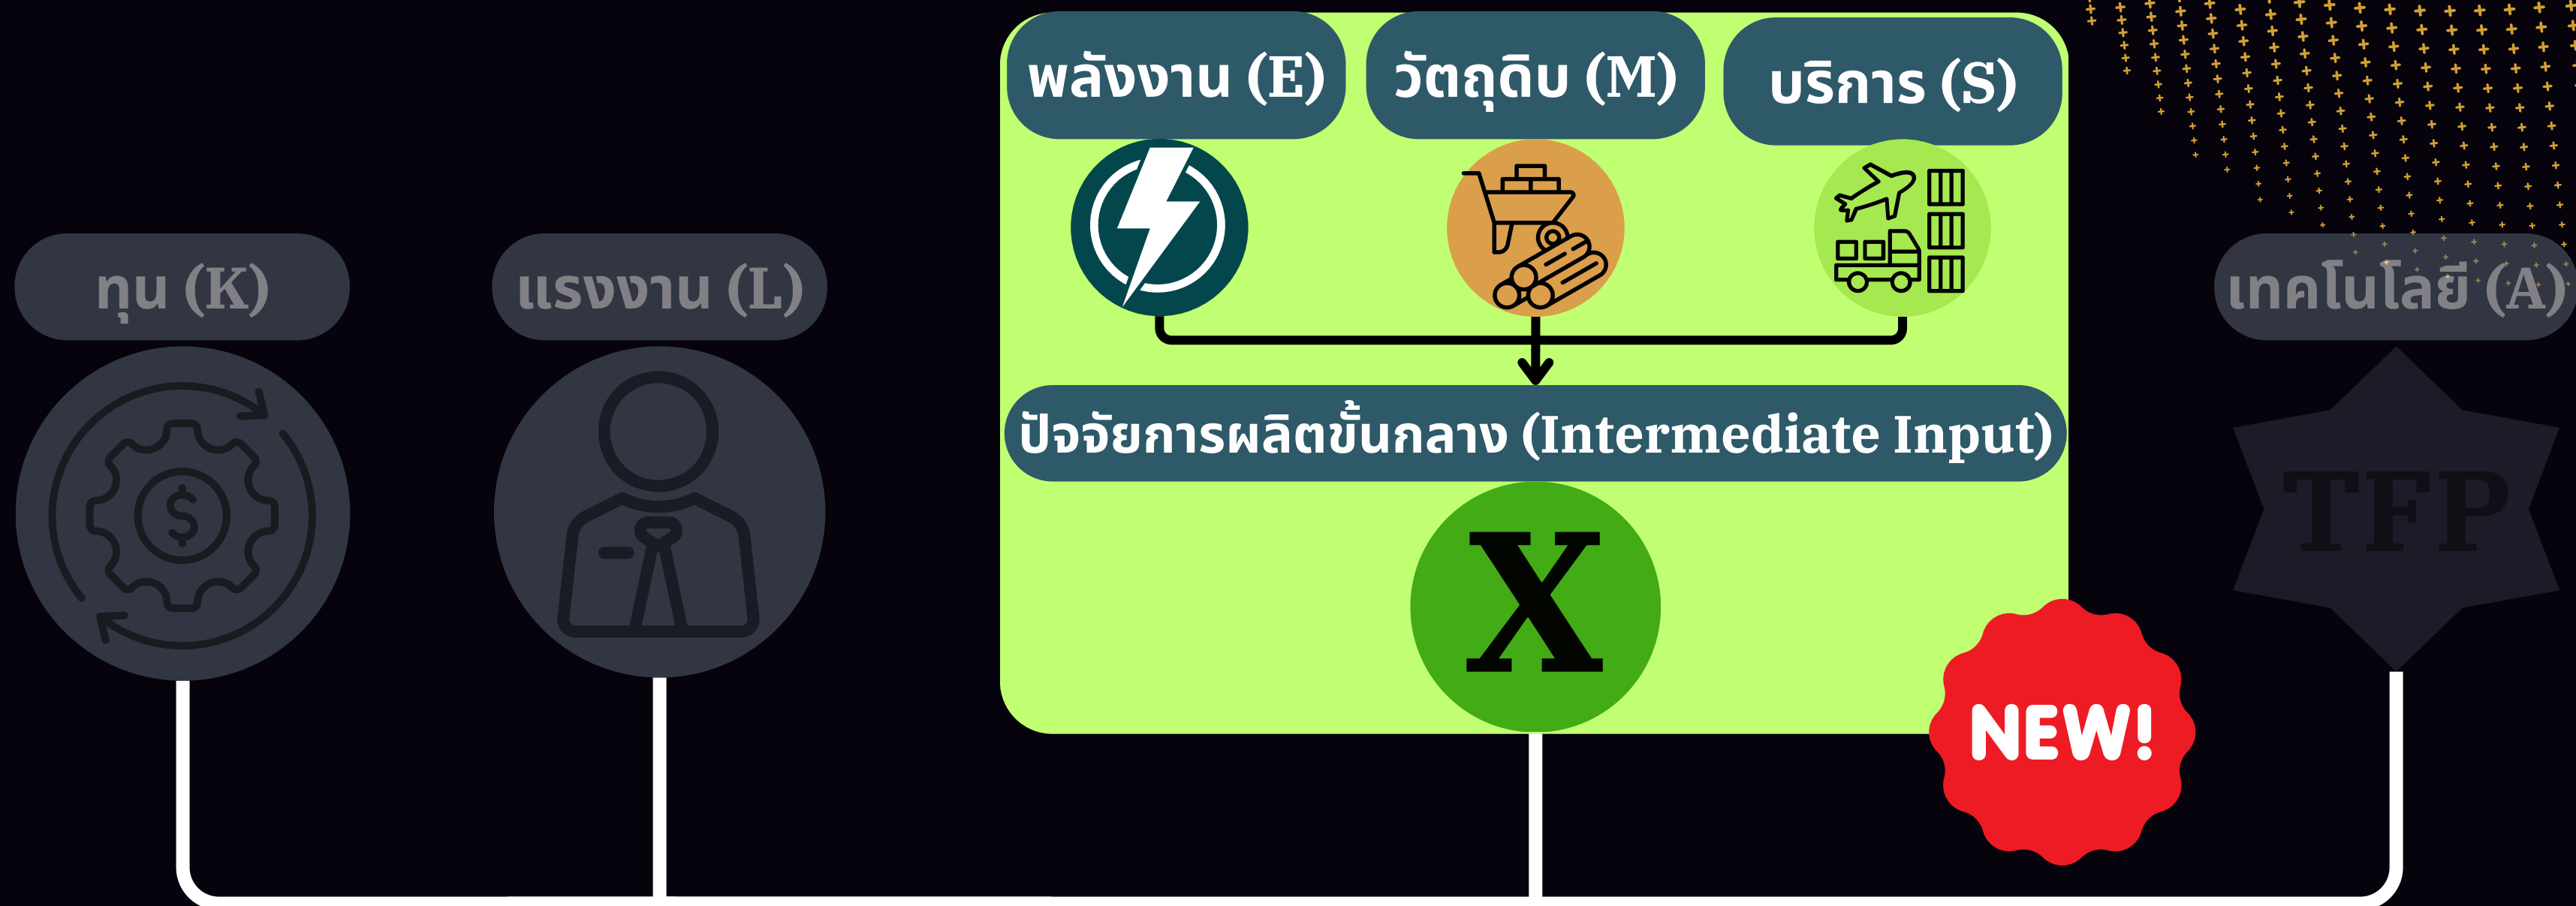 พลังงาน (E)
วัตถุดิบ (M)
บริการ (S)
ทุน (K)
แรงงาน (L)
เทคโนโลยี (A)
ปัจจัยการผลิตขั้นกลาง (Intermediate Input)
$
X
TFP
NEW!